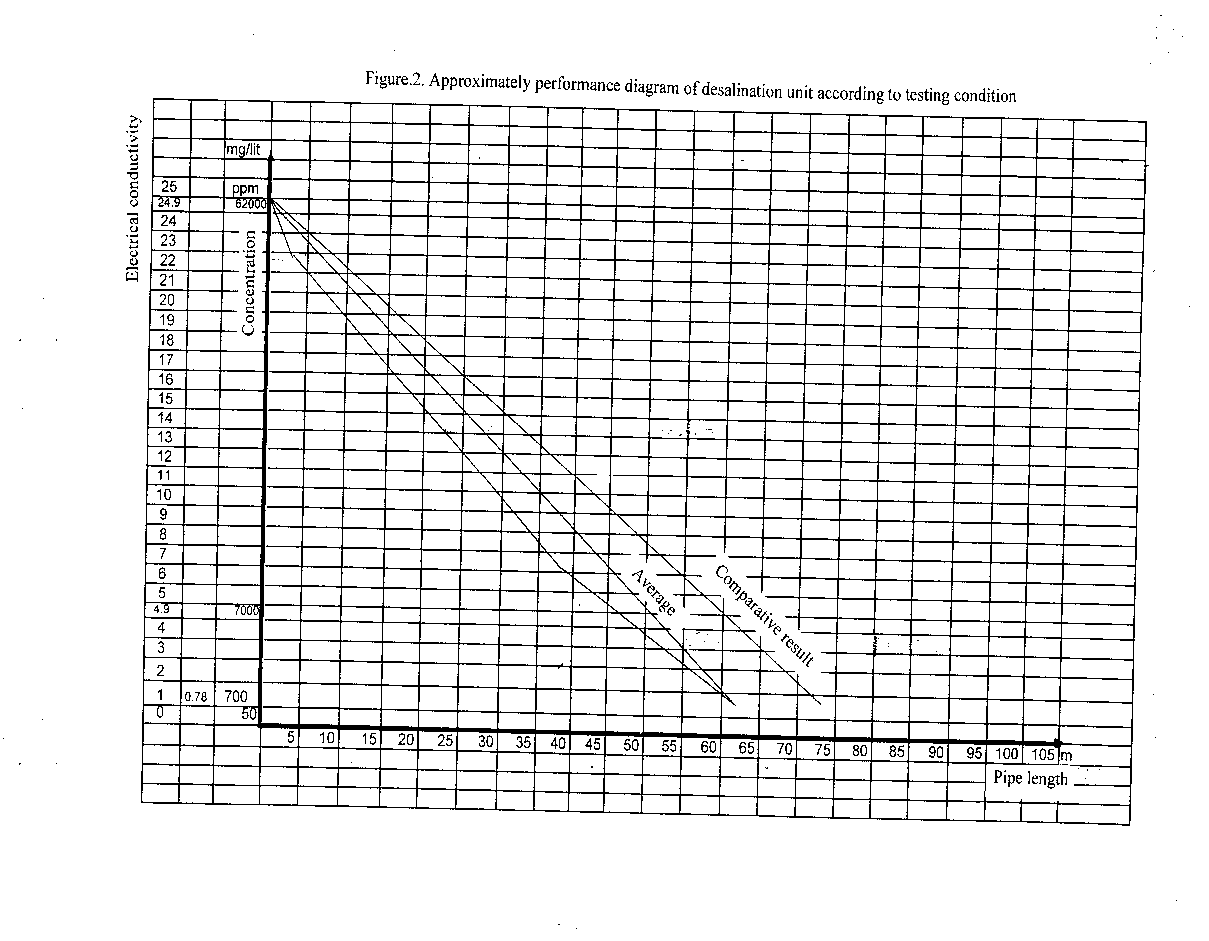 Figure.2. Approximately performance diagram of desalination unit according to testing condition
Electrical conductivity
mg/lit
25 ppm
24.9 62000
24
23
22
21
20
19
18
17
16
15
14
13
12
11
10
9
8
7
6
5
4.9 7000
4
3
2
1 0.78 700
0 50
Concentration
Average
Comparative result
5 10 15 20 25 30 35 40 45 50 55 60 65 70 75 80 85 90 95 100 105 m
Pipe length